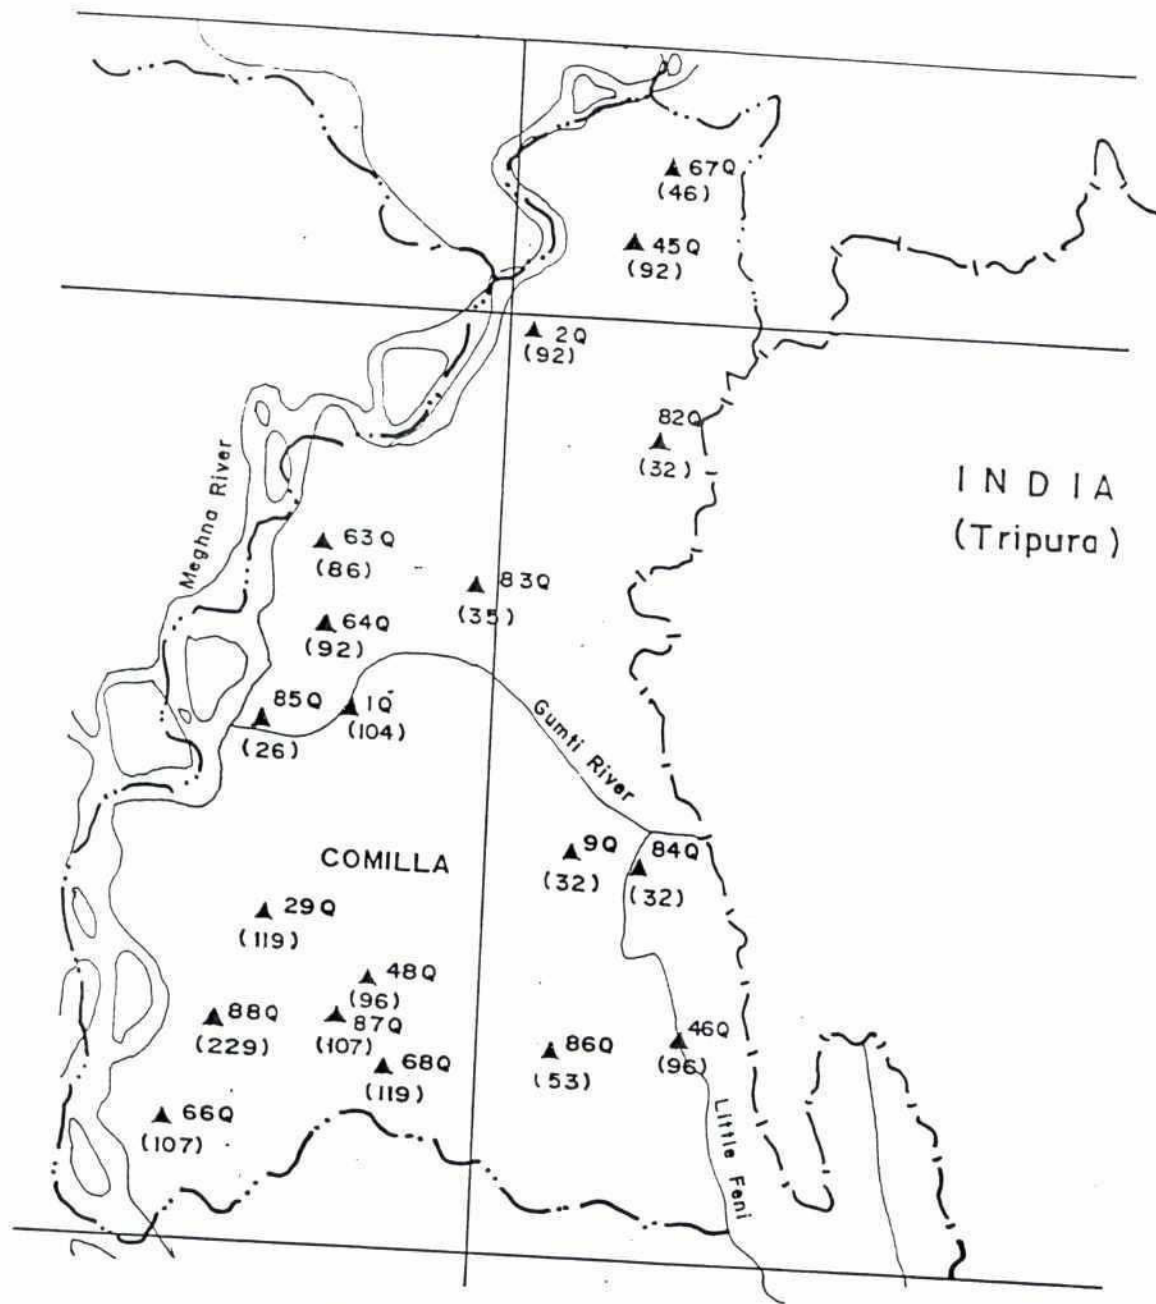 67Q
(46)
45Q
(92)
2Q
(92)
82Q
(32)
INDIA
(Tripura)
Meghna River
63Q
(86)
83Q
(35)
64Q
(92)
85Q
(26)
1Q
(104)
Gumti River
COMILLA
9Q
(32)
84Q
(32)
29Q
(119)
48Q
(96)
88Q
(229)
87Q
(107)
86Q
(53)
46Q
(96)
68Q
(119)
66Q
(107)
Little Feni